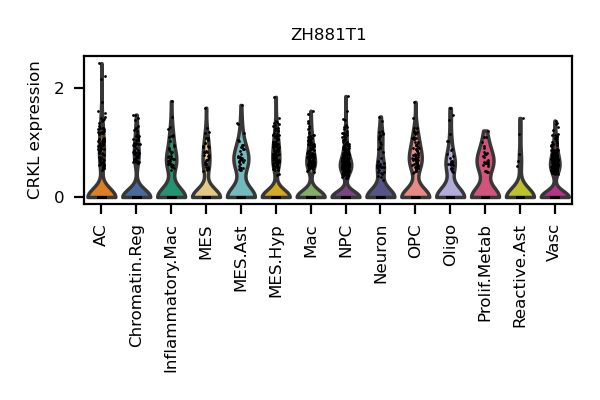 ZH881T1
CRKL expression
2
0
AC
Chromatin.Reg
Inflammatory.Mac
MES
MES.Ast
MES.Hyp
Mac
NPC
Neuron
OPC
Oligo
Prolif.Metab
Reactive.Ast
Vasc